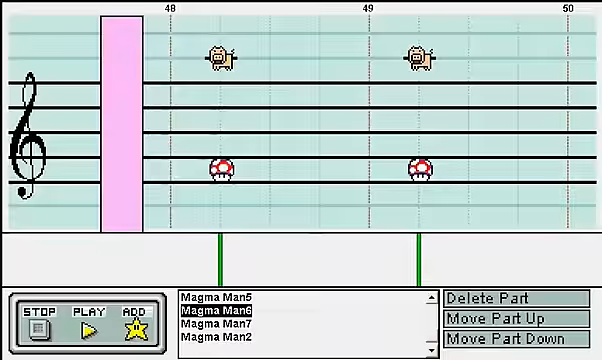 48 49 50
STOP PLAY ADD
Magma Man5
Magma Man6
Magma Man7
Magma Man2
Delete Part
Move Part Up
Move Part Down